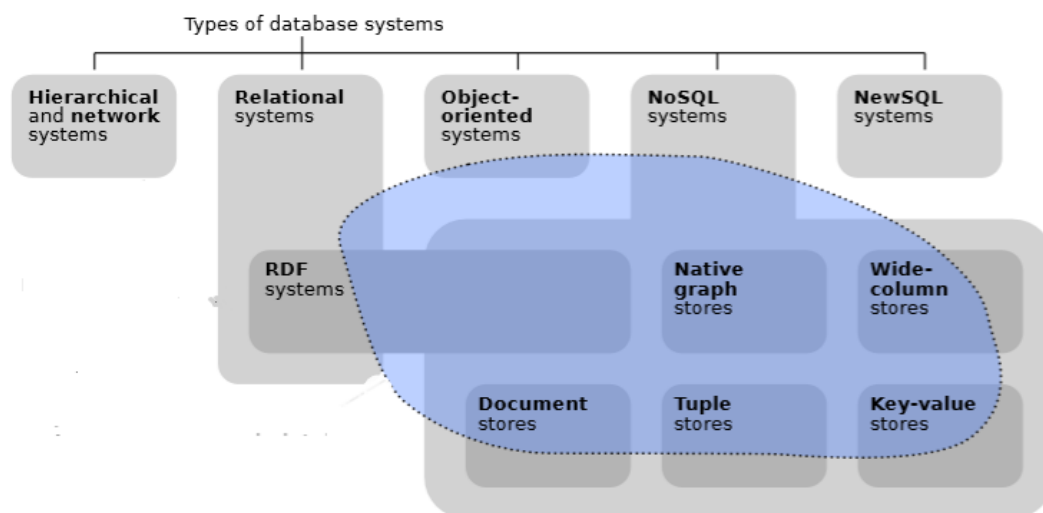 Types of database systems
Hierarchical
and network
systems
Relational
systems
Object-
oriented
systems
NoSQL
systems
NewSQL
systems
RDF
systems
Native
graph
stores
Wide-
column
stores
Document
stores
Tuple
stores
Key-value
stores